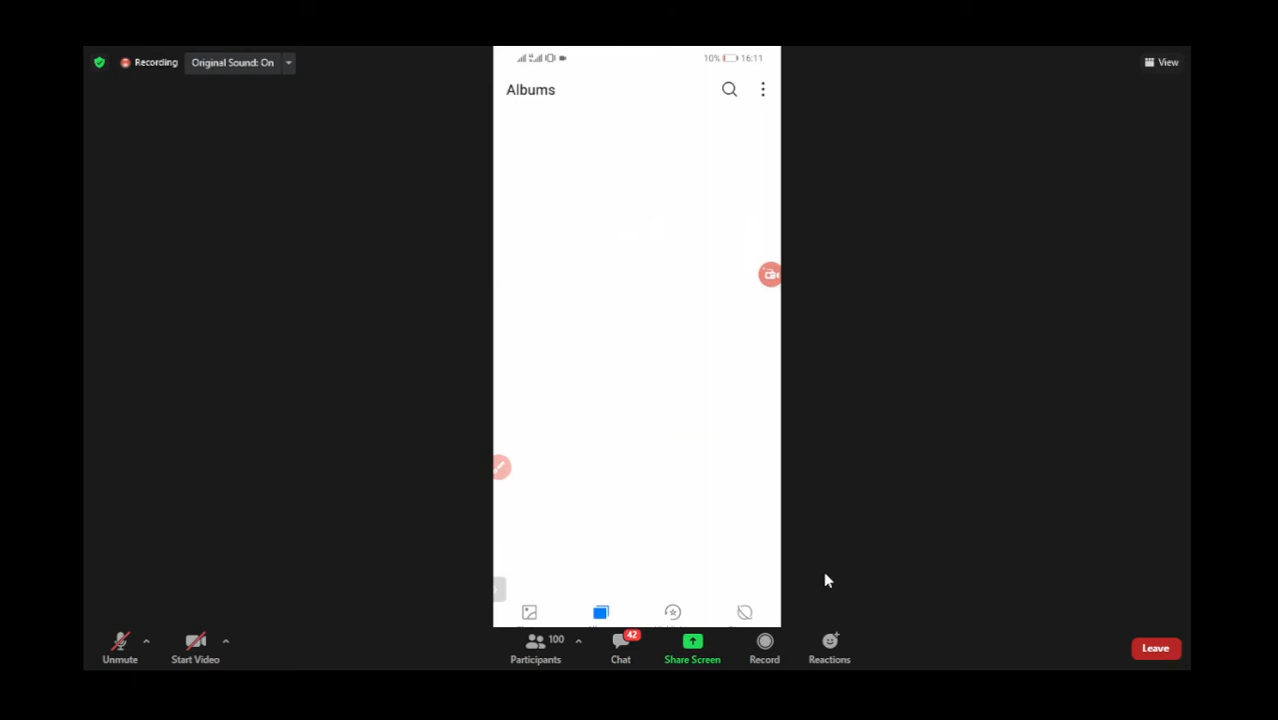 Recording
Original Sound: On
View
10% 16:11
Albums
Unmute
Start Video
Participants 100
Chat 42
Share Screen
Record
Reactions
Leave